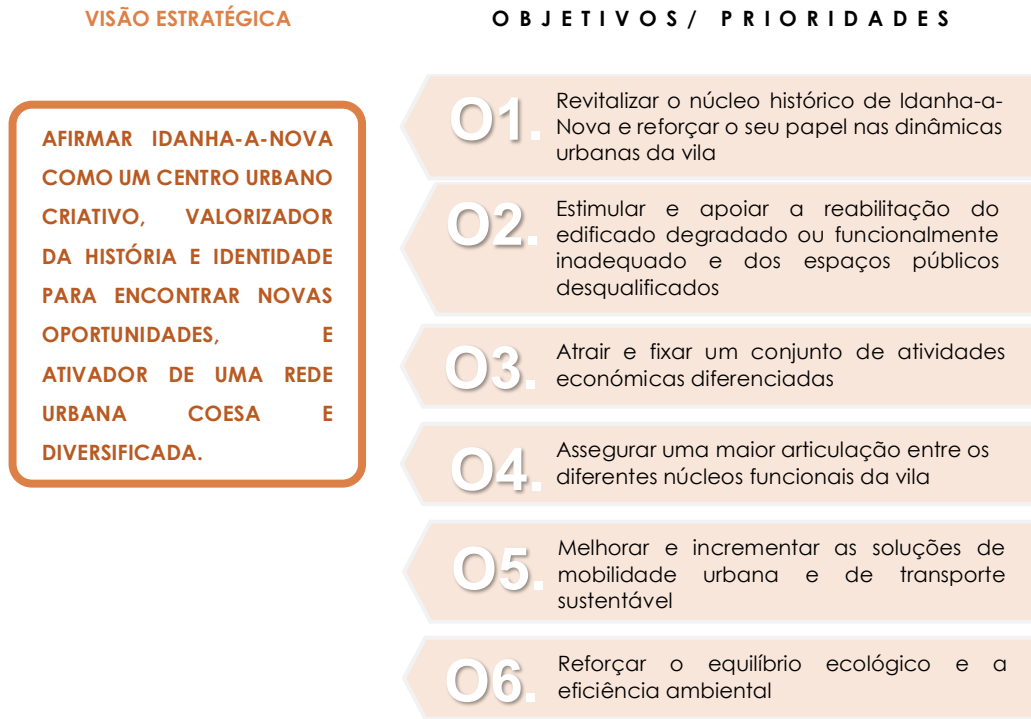 VISÃO ESTRATÉGICA
OBJETIVOS/ PRIORIDADES
AFIRMAR IDANHA-A-NOVA
COMO UM CENTRO URBANO
CRIATIVO, VALORIZADOR
DA HISTÓRIA E IDENTIDADE
PARA ENCONTRAR NOVAS
OPORTUNIDADES, E
ATIVADOR DE UMA REDE
URBANA COESA E
DIVERSIFICADA.
O1.
Revitalizar o núcleo histórico de Idanha-a-
Nova e reforçar o seu papel nas dinâmicas
urbanas da vila
O2.
Estimular e apoiar a reabilitação do
edificado degradado ou funcionalmente
inadequado e dos espaços públicos
desqualificados
O3.
Atrair e fixar um conjunto de atividades
económicas diferenciadas
O4.
Assegurar uma maior articulação entre os
diferentes núcleos funcionais da vila
O5.
Melhorar e incrementar as soluções de
mobilidade urbana e de transporte
sustentável
O6.
Reforçar o equilíbrio ecológico e a
eficiência ambiental